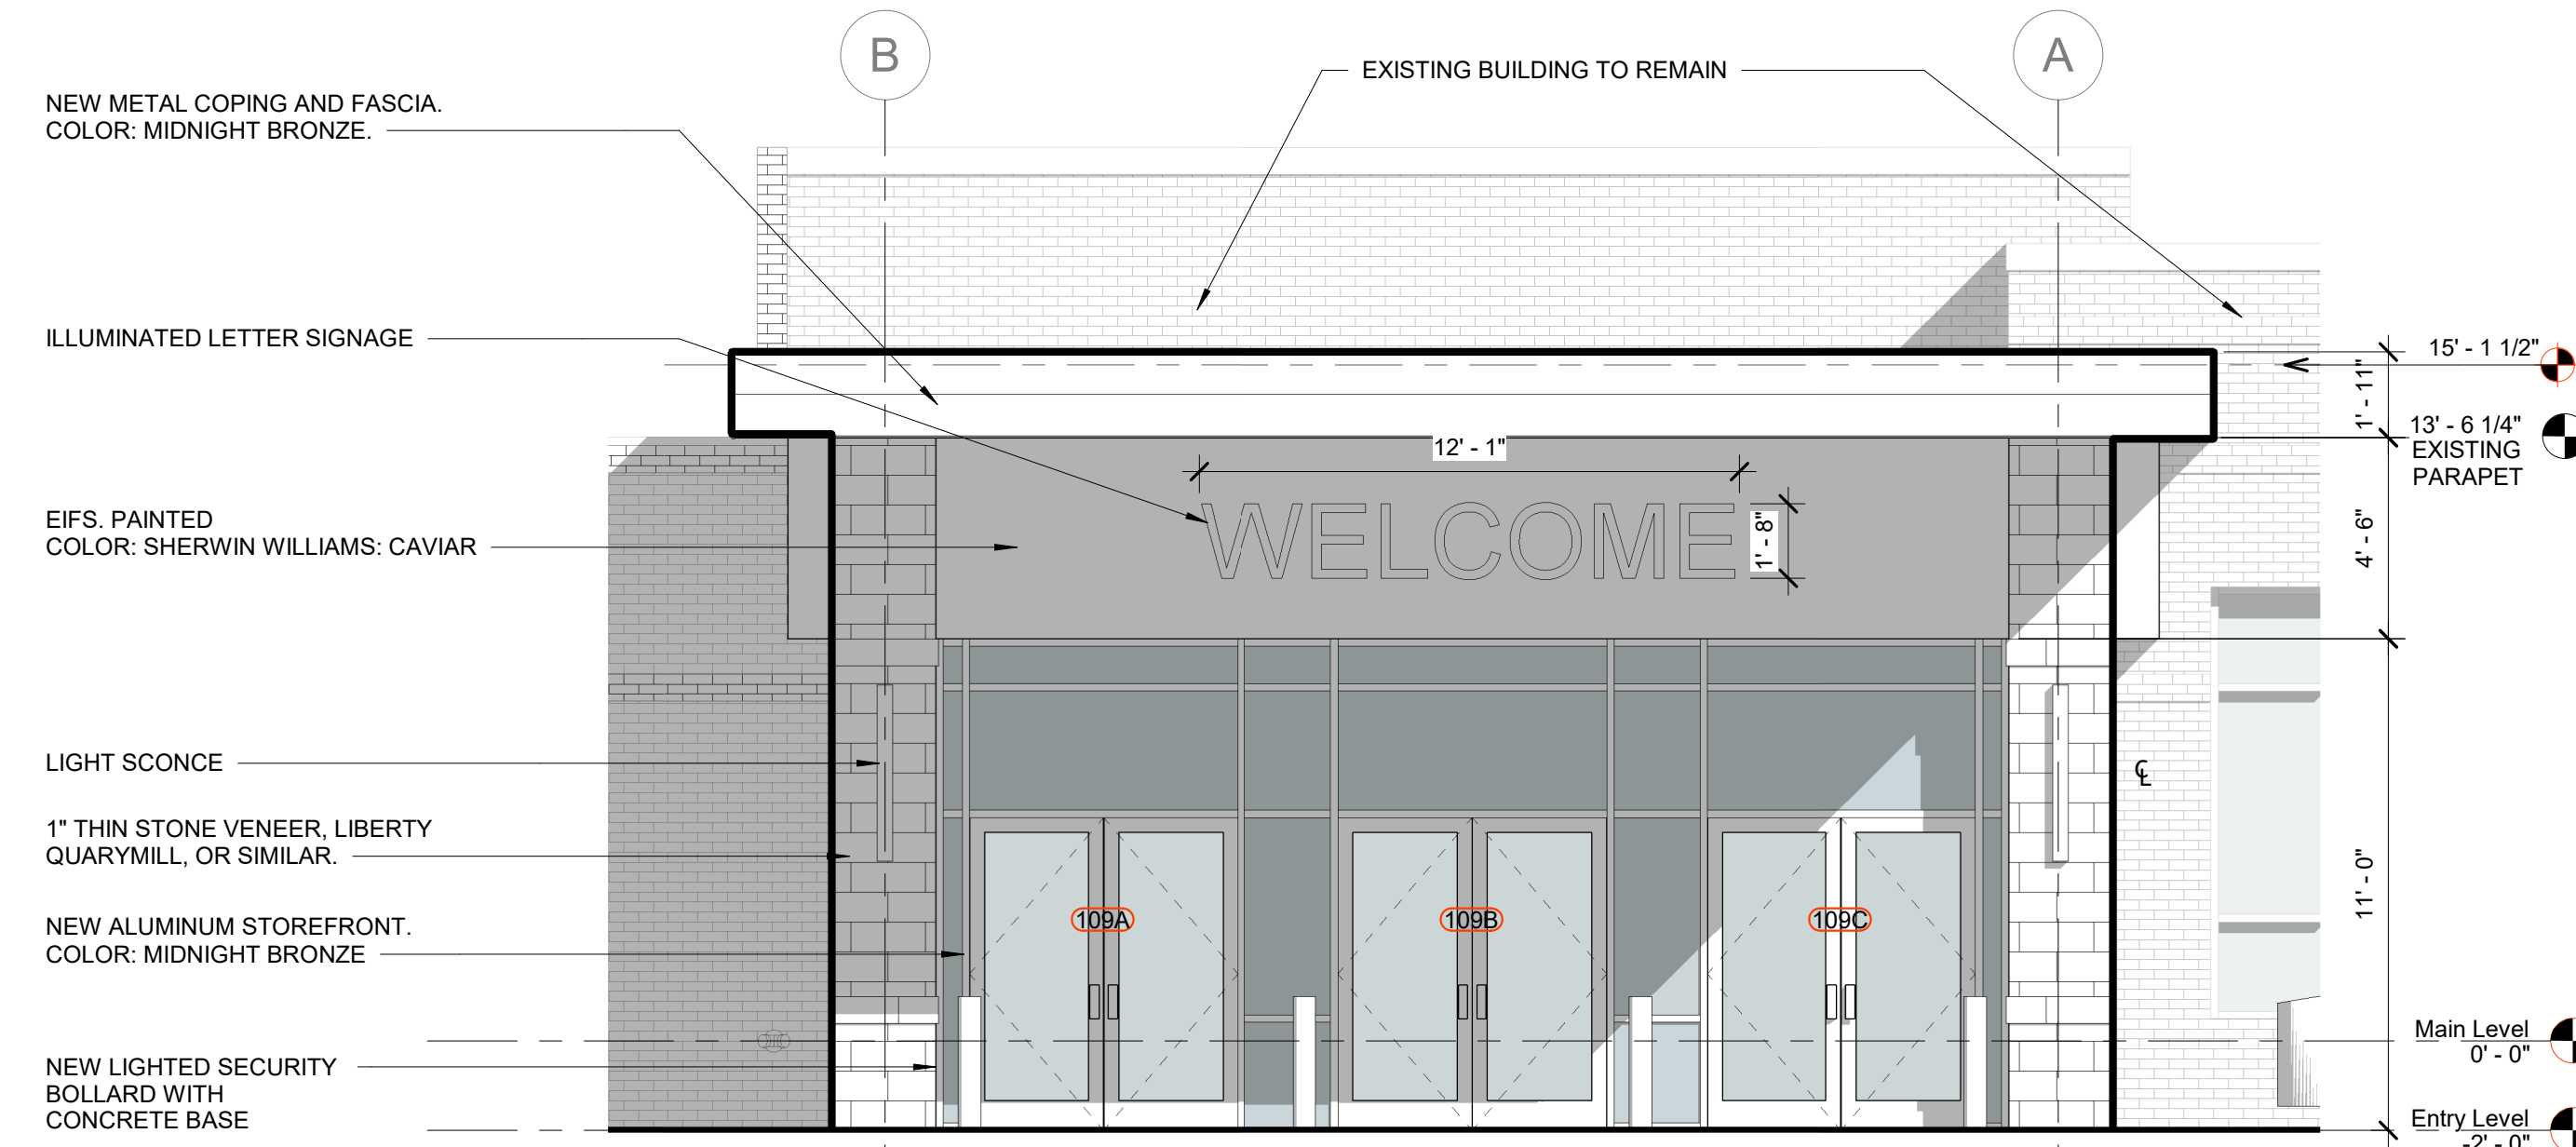 B
A
EXISTING BUILDING TO REMAIN
NEW METAL COPING AND FASCIA.
COLOR: MIDNIGHT BRONZE.
ILLUMINATED LETTER SIGNAGE
15' - 1 1/2"
1' - 11"
13' - 6 1/4"
EXISTING
PARAPET
12' - 1"
WELCOME
1' - 8"
4' - 6"
EIFS. PAINTED
COLOR: SHERWIN WILLIAMS: CAVIAR
LIGHT SCONCE
℄
1" THIN STONE VENEER, LIBERTY
QUARYMILL, OR SIMILAR.
11' - 0"
NEW ALUMINUM STOREFRONT.
COLOR: MIDNIGHT BRONZE
109A
109B
109C
Main Level
0' - 0"
NEW LIGHTED SECURITY
BOLLARD WITH
CONCRETE BASE
Entry Level
-2' - 0"